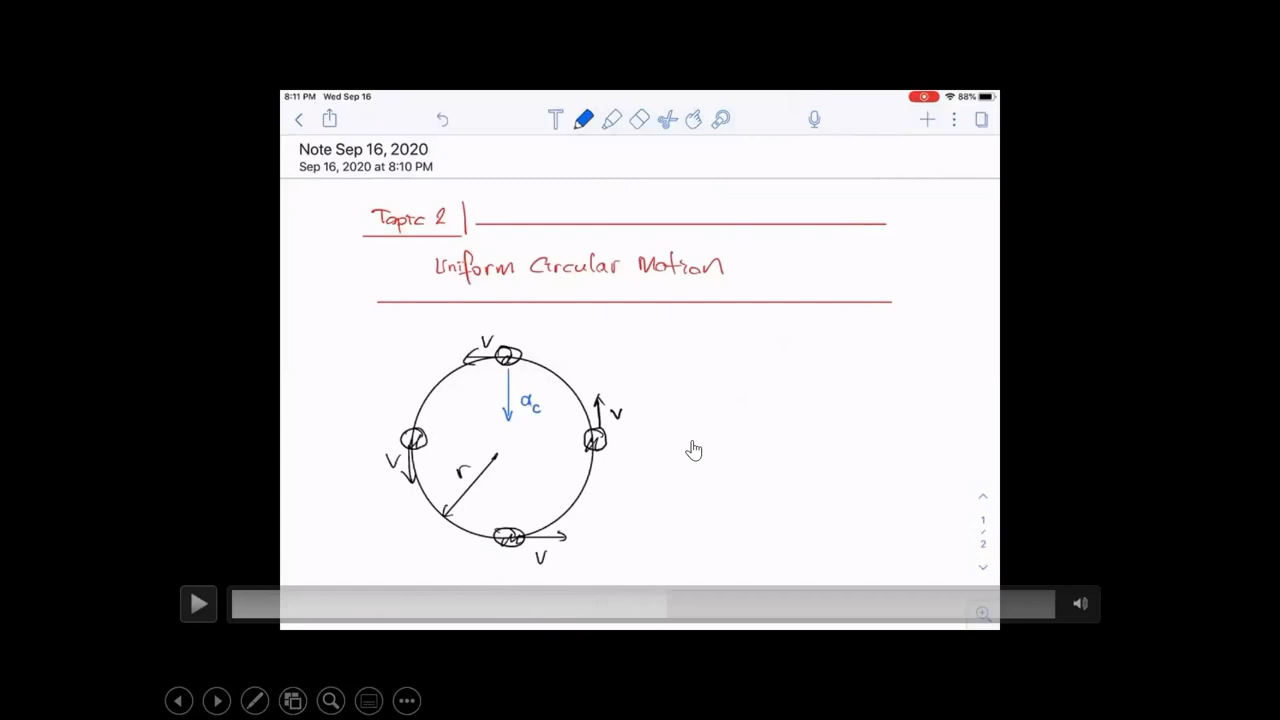 8:11 PM Wed Sep 16
88%
T
Note Sep 16, 2020
Sep 16, 2020 at 8:10 PM
Topic 2
Uniform Circular Motion
V
ac
V
V
r
V
1
/
2